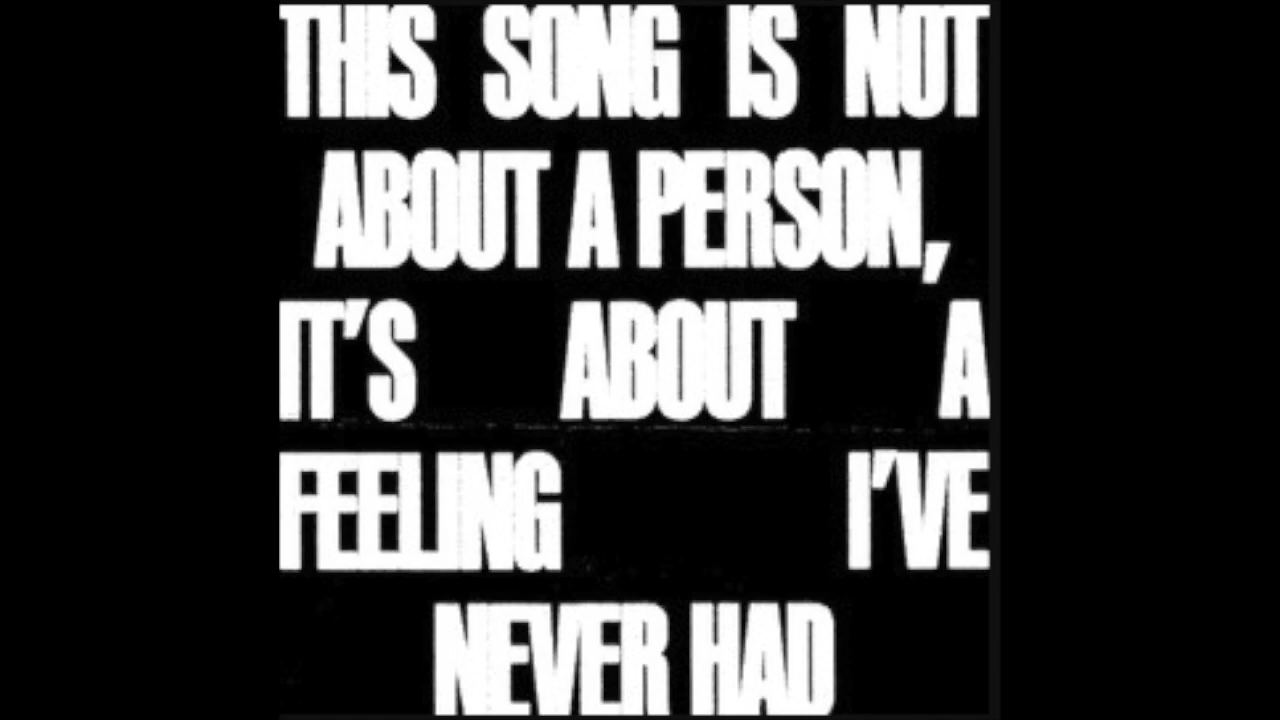 THIS SONG IS NOT
ABOUT A PERSON,
IT'S ABOUT A
FEELING I'VE
NEVER HAD